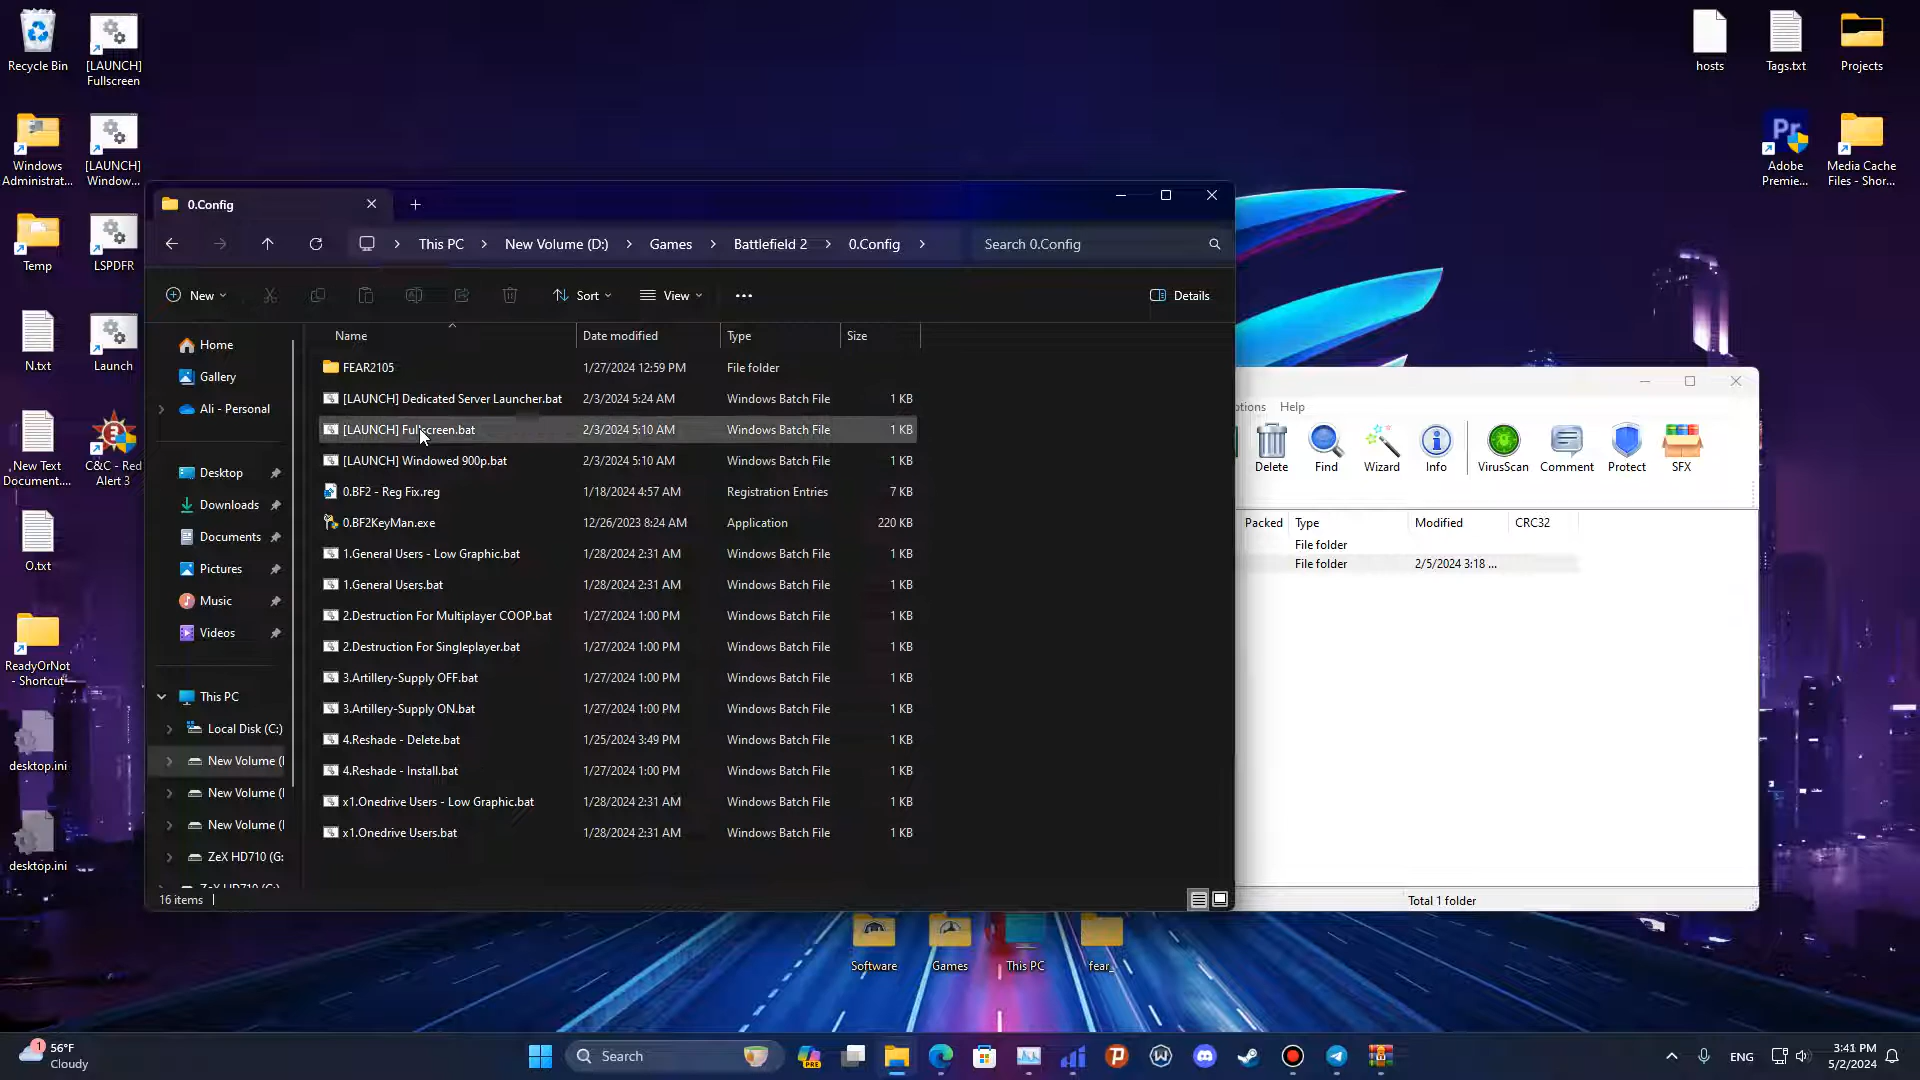 Recycle Bin
[LAUNCH]
Fullscreen
Windows
Administrat...
[LAUNCH]
Window...
Temp
LSPDFR
N.txt
Launch
New Text
Document....
C&C - Red
Alert 3
O.txt
ReadyOrNot
- Shortcut
desktop.ini
desktop.ini
hosts
Tags.txt
Projects
Adobe
Premie...
Media Cache
Files - Shor...
0.Config
This PC
New Volume (D:)
Games
Battlefield 2
0.Config
Search 0.Config
New
Sort
View
Details
Home
Gallery
Ali - Personal
Desktop
Downloads
Documents
Pictures
Music
Videos
This PC
Local Disk (C:)
New Volume (
New Volume (
New Volume (
ZeX HD710 (G:
Name Date modified Type Size
FEAR2105 1/27/2024 12:59 PM File folder
[LAUNCH] Dedicated Server Launcher.bat 2/3/2024 5:24 AM Windows Batch File 1 KB
[LAUNCH] Fullscreen.bat 2/3/2024 5:10 AM Windows Batch File 1 KB
[LAUNCH] Windowed 900p.bat 2/3/2024 5:10 AM Windows Batch File 1 KB
0.BF2 - Reg Fix.reg 1/18/2024 4:57 AM Registration Entries 7 KB
0.BF2KeyMan.exe 12/26/2023 8:24 AM Application 220 KB
1.General Users - Low Graphic.bat 1/28/2024 2:31 AM Windows Batch File 1 KB
1.General Users.bat 1/28/2024 2:31 AM Windows Batch File 1 KB
2.Destruction For Multiplayer COOP.bat 1/27/2024 1:00 PM Windows Batch File 1 KB
2.Destruction For Singleplayer.bat 1/27/2024 1:00 PM Windows Batch File 1 KB
3.Artillery-Supply OFF.bat 1/27/2024 1:00 PM Windows Batch File 1 KB
3.Artillery-Supply ON.bat 1/27/2024 1:00 PM Windows Batch File 1 KB
4.Reshade - Delete.bat 1/25/2024 3:49 PM Windows Batch File 1 KB
4.Reshade - Install.bat 1/27/2024 1:00 PM Windows Batch File 1 KB
x1.Onedrive Users - Low Graphic.bat 1/28/2024 2:31 AM Windows Batch File 1 KB
x1.Onedrive Users.bat 1/28/2024 2:31 AM Windows Batch File 1 KB
16 items
Help
Delete
Find
Wizard
Info
VirusScan
Comment
Protect
SFX
Packed Type Modified CRC32
File folder
File folder 2/5/2024 3:18 ...
Total 1 folder
Software
Games
This PC
fear_
1
56°F
Cloudy
Search
PRE
ENG
3:41 PM
5/2/2024